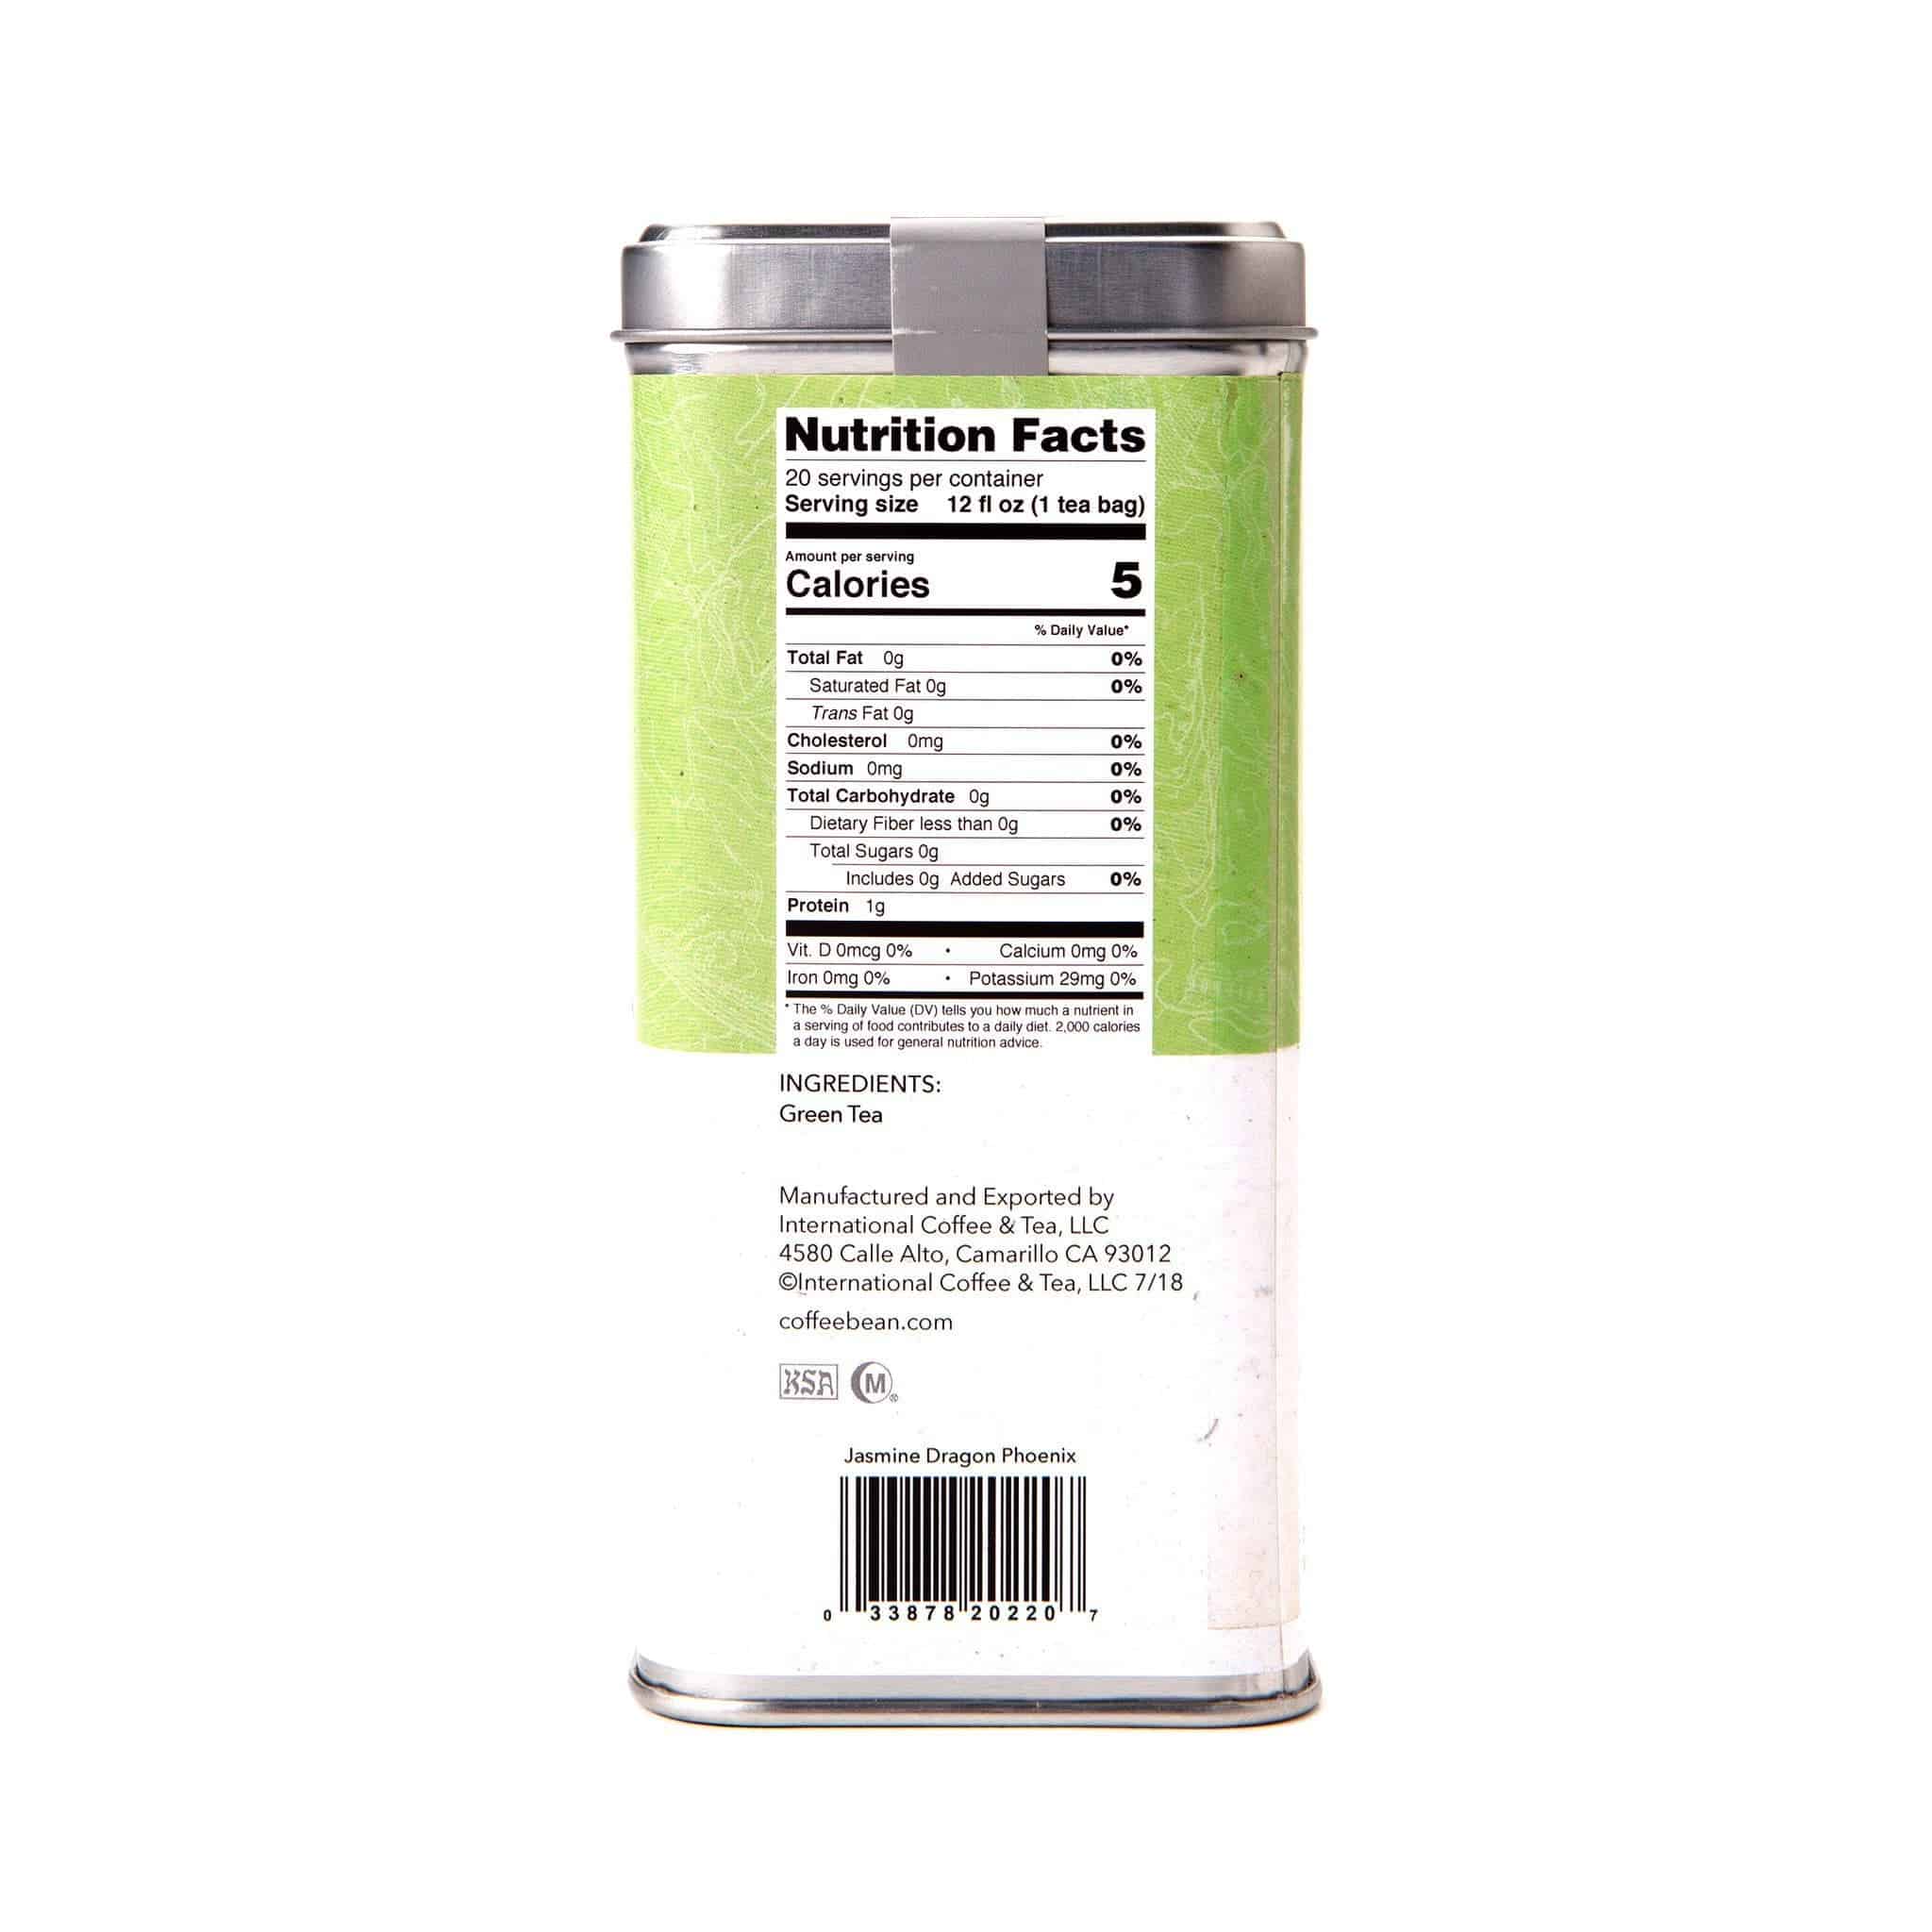 Nutrition Facts
20 servings per container
Serving size 12 fl oz (1 tea bag)
Amount per serving
Calories 5
% Daily Value*
Total Fat 0g 0%
Saturated Fat 0g 0%
Trans Fat 0g
Cholesterol 0mg 0%
Sodium 0mg 0%
Total Carbohydrate 0g 0%
Dietary Fiber less than 0g 0%
Total Sugars 0g
Includes 0g Added Sugars 0%
Protein 1g
Vit. D 0mcg 0% • Calcium 0mg 0%
Iron 0mg 0% • Potassium 29mg 0%
* The % Daily Value (DV) tells you how much a nutrient in
a serving of food contributes to a daily diet. 2,000 calories
a day is used for general nutrition advice.
INGREDIENTS:
Green Tea
Manufactured and Exported by
International Coffee & Tea, LLC
4580 Calle Alto, Camarillo CA 93012
©International Coffee & Tea, LLC 7/18
coffeebean.com
KSA M®
Jasmine Dragon Phoenix
0 33878 20220 7